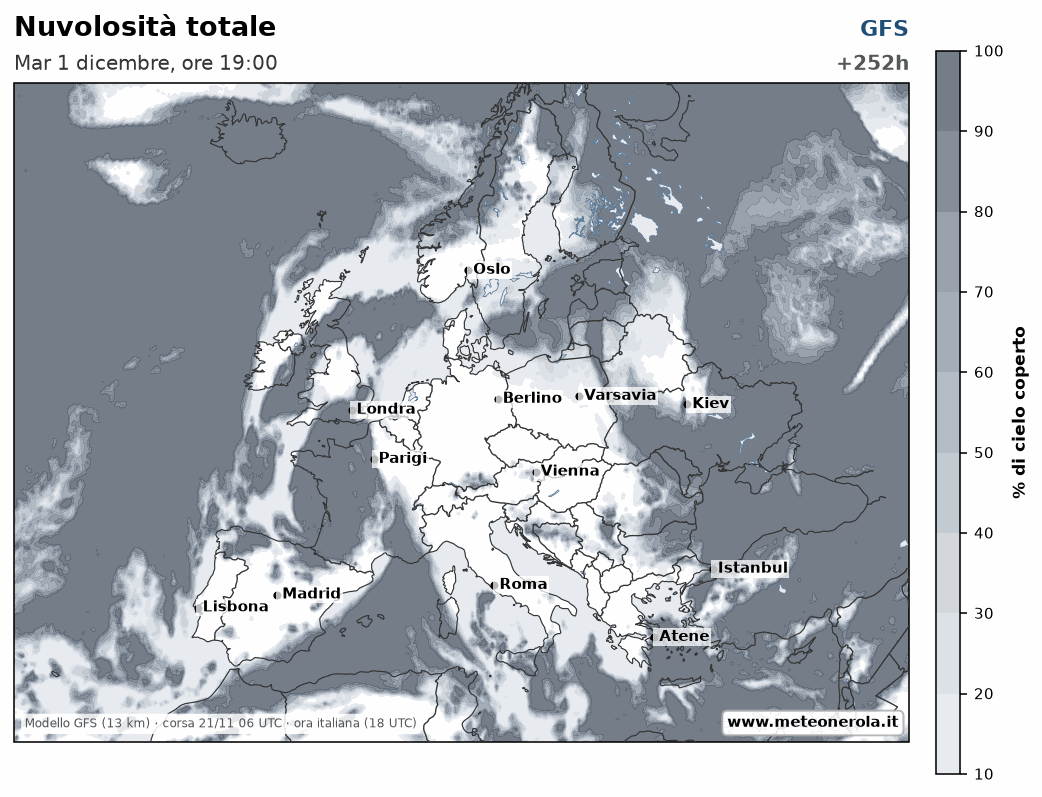 Nuvolosità totale
GFS
Mar 1 dicembre, ore 19:00
+252h
100
90
80
70
60
50
40
30
20
10
% di cielo coperto
Oslo
Berlino
Varsavia
Kiev
Londra
Parigi
Vienna
Istanbul
Roma
Madrid
Lisbona
Atene
Modello GFS (13 km) · corsa 21/11 06 UTC · ora italiana (18 UTC)
www.meteonerola.it